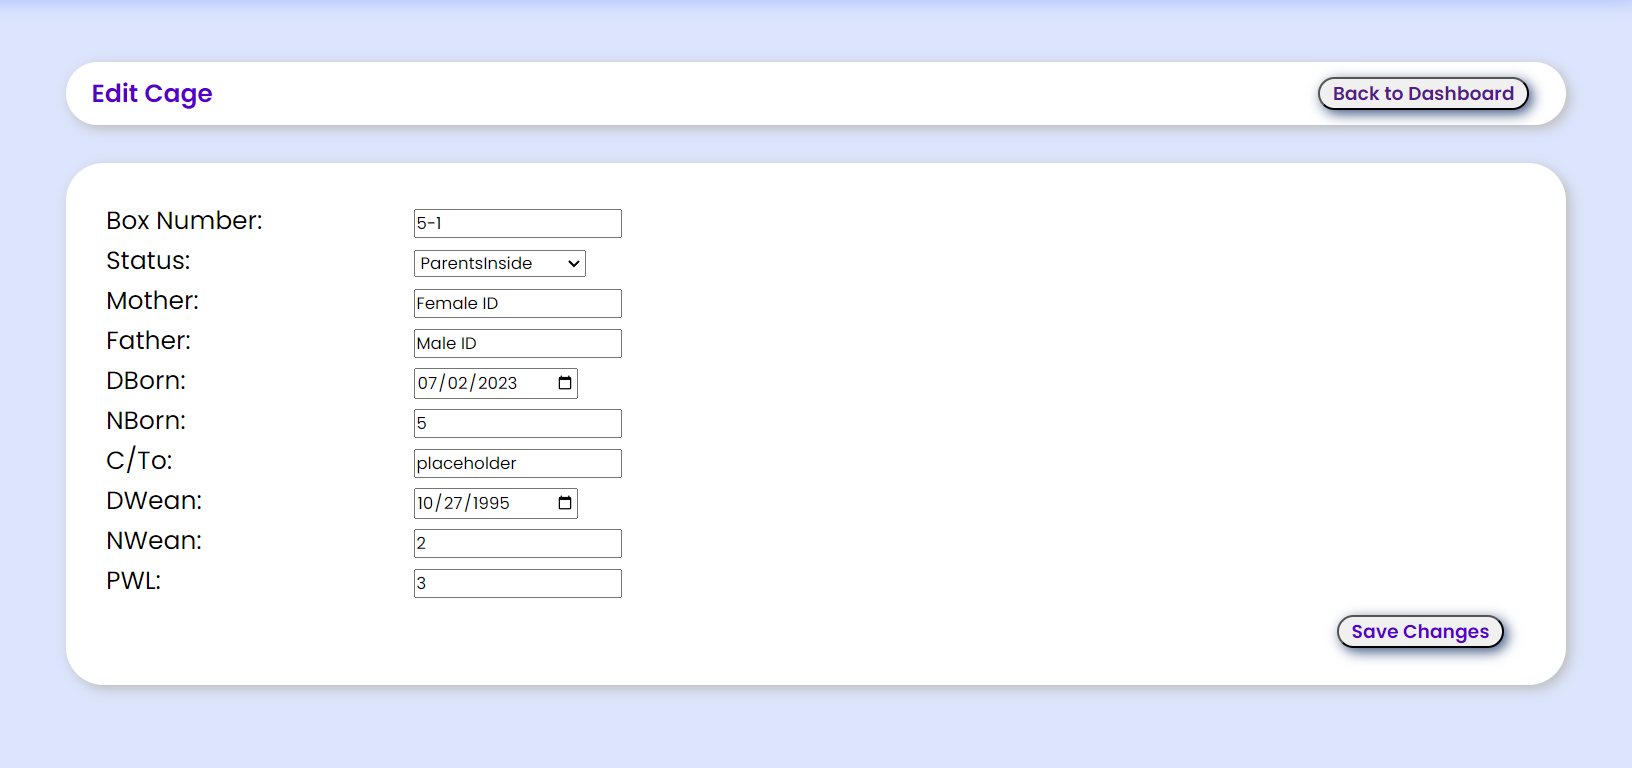 Edit Cage
Back to Dashboard
Box Number: 5-1
Status: ParentsInside
Mother: Female ID
Father: Male ID
DBorn: 07/02/2023
NBorn: 5
C/To: placeholder
DWean: 10/27/1995
NWean: 2
PWL: 3
Save Changes